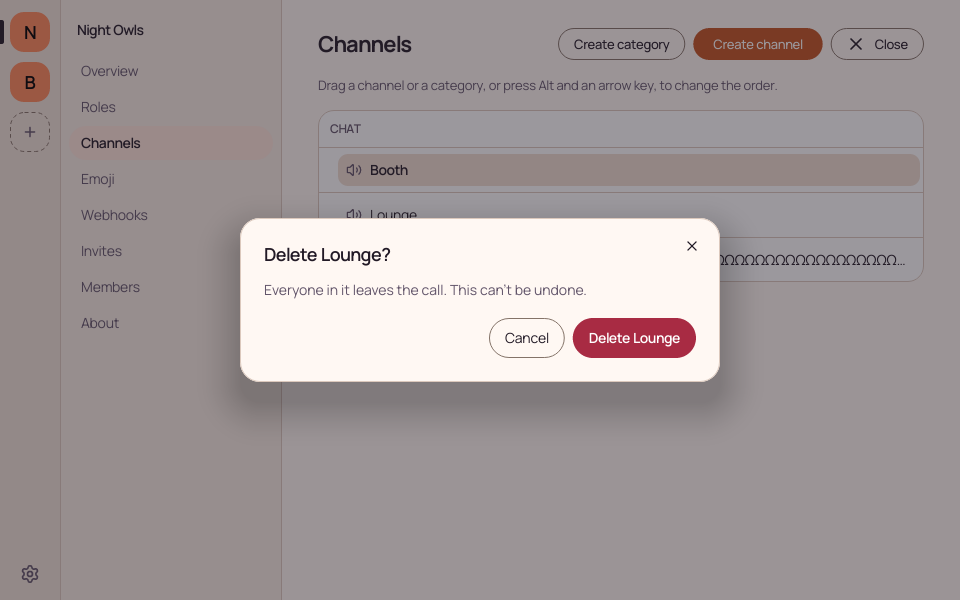 N
Night Owls
B
Overview
Roles
Channels
Emoji
Webhooks
Invites
Members
About
Channels
Create category
Create channel
Close
Drag a channel or a category, or press Alt and an arrow key, to change the order.
CHAT
Booth
Lounge
Delete Lounge?
Everyone in it leaves the call. This can't be undone.
Cancel
Delete Lounge